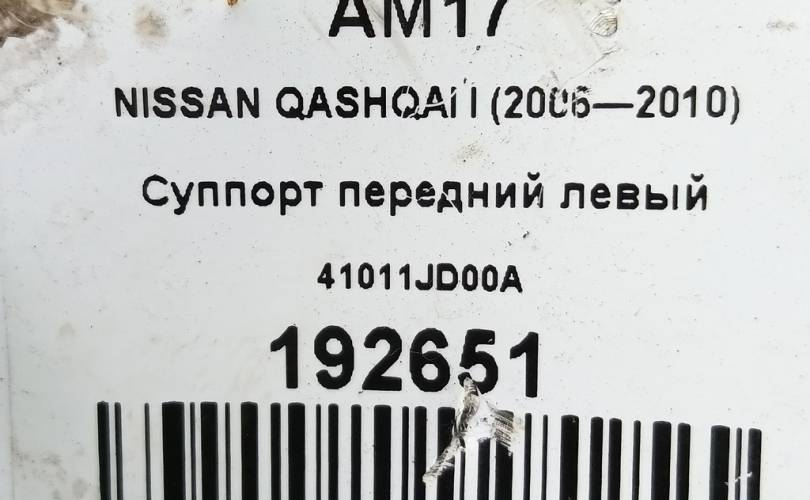 AM17
NISSAN QASHQAI I (2006—2010)
Суппорт передний левый
41011JD00A
192651